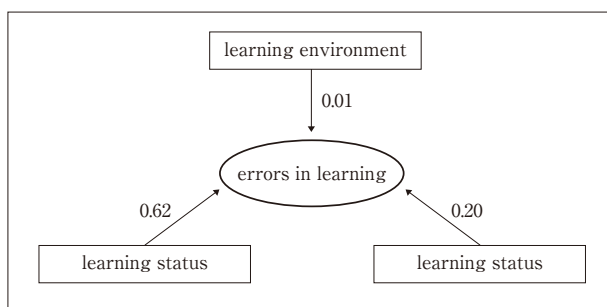 learning environment
0.01
errors in learning
0.62
0.20
learning status
learning status